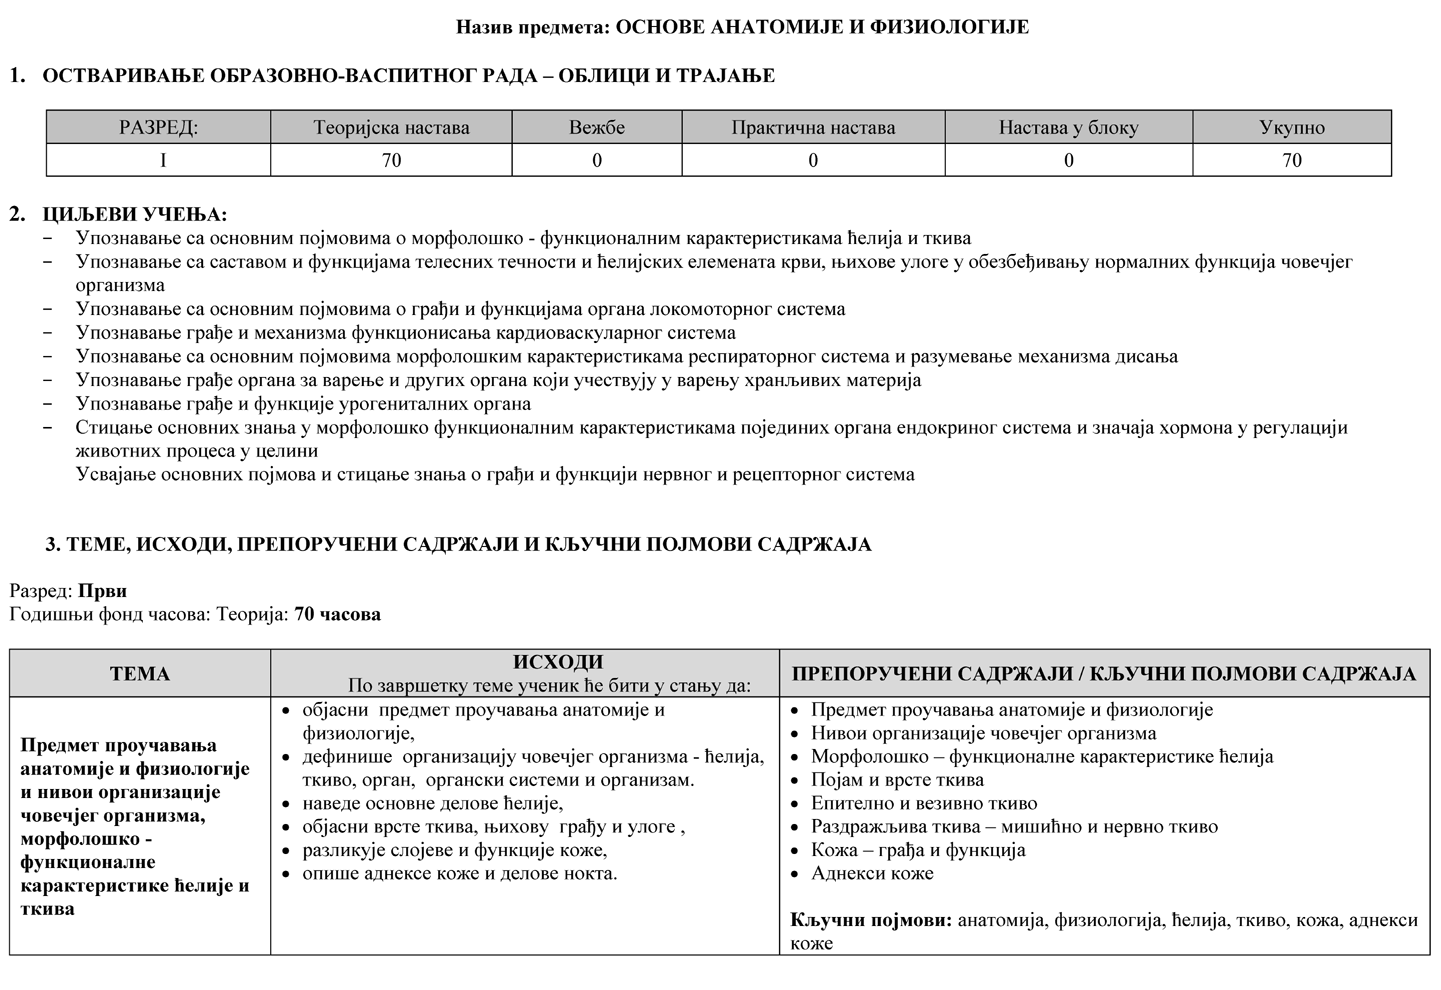 Назив предмета: ОСНОВЕ АНАТОМИЈЕ И ФИЗИОЛОГИЈЕ
1. ОСТВАРИВАЊЕ ОБРАЗОВНО-ВАСПИТНОГ РАДА – ОБЛИЦИ И ТРАЈАЊЕ
РАЗРЕД: Теоријска настава Вежбе Практична настава Настава у блоку Укупно
I 70 0 0 0 70
2. ЦИЉЕВИ УЧЕЊА:
− Упознавање са основним појмовима о морфолошко - функционалним карактеристикама ћелија и ткива
− Упознавање са саставом и функцијама телесних течности и ћелијских елемената крви, њихове улоге у обезбеђивању нормалних функција човечјег
организма
− Упознавање са основним појмовима о грађи и функцијама органа локомоторног система
− Упознавање грађе и механизма функционисања кардиоваскуларног система
− Упознавање са основним појмовима морфолошким карактеристикама респираторног система и разумевање механизма дисања
− Упознавање грађе органа за варење и других органа који учествују у варењу хранљивих материја
− Упознавање грађе и функције урогениталних органа
− Стицање основних знања у морфолошко функционалним карактеристикама појединих органа ендокриног система и значаја хормона у регулацији
животних процеса у целини
Усвајање основних појмова и стицање знања о грађи и функцији нервног и рецепторног система
3. ТЕМЕ, ИСХОДИ, ПРЕПОРУЧЕНИ САДРЖАЈИ И КЉУЧНИ ПОЈМОВИ САДРЖАЈА
Разред: Први
Годишњи фонд часова: Теорија: 70 часова
ТЕМА
ИСХОДИ
По завршетку теме ученик ће бити у стању да:
ПРЕПОРУЧЕНИ САДРЖАЈИ / КЉУЧНИ ПОЈМОВИ САДРЖАЈА
Предмет проучавања
анатомије и физиологије
и нивои организације
човечјег организма,
морфолошко -
функционалне
карактеристике ћелије и
ткива
• објасни предмет проучавања анатомије и
физиологије,
• дефинише организацију човечјег организма - ћелија,
ткиво, орган, органски системи и организам.
• наведе основне делове ћелије,
• објасни врсте ткива, њихову грађу и улоге ,
• разликује слојеве и функције коже,
• опише аднексе коже и делове нокта.
• Предмет проучавања анатомије и физиологије
• Нивои организације човечјег организма
• Морфолошко – функционалне карактеристике ћелија
• Појам и врсте ткива
• Епително и везивно ткиво
• Раздражљива ткива – мишићно и нервно ткиво
• Кожа – грађа и функција
• Аднекси коже
Кључни појмови: анатомија, физиологија, ћелија, ткиво, кожа, аднекси
коже